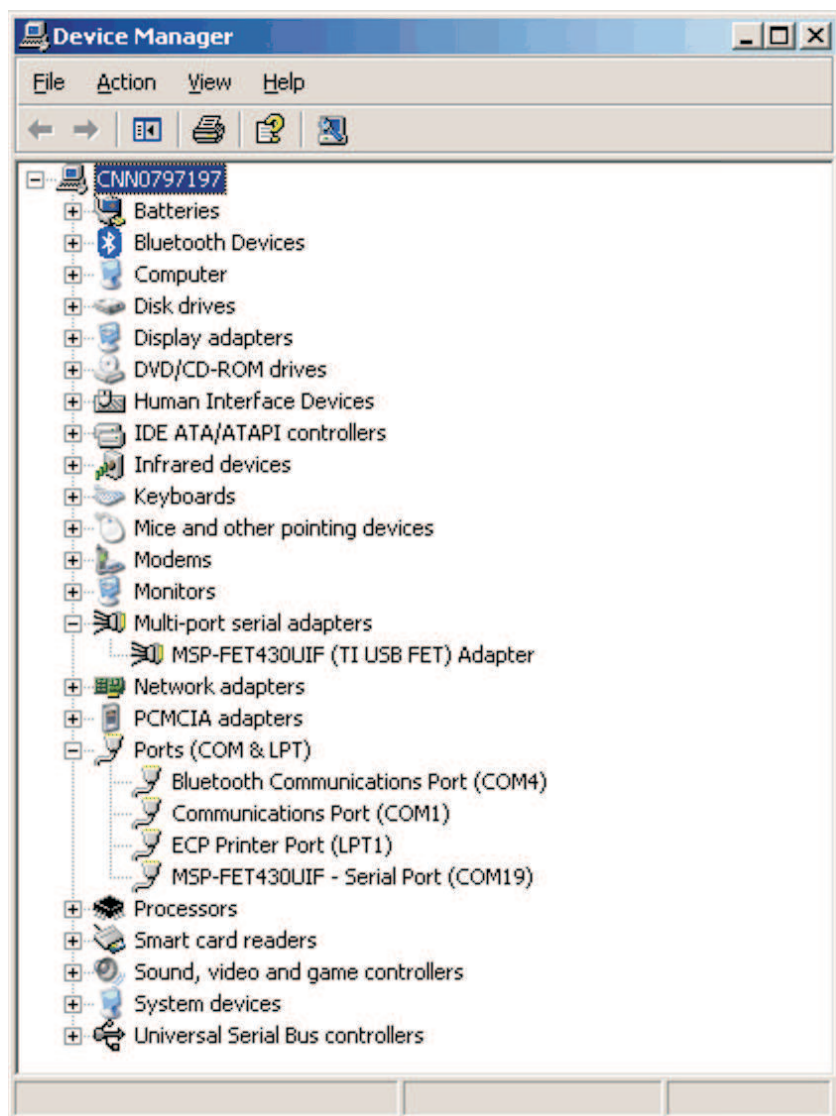 Device Manager
File Action View Help
CNN0797197
Batteries
Bluetooth Devices
Computer
Disk drives
Display adapters
DVD/CD-ROM drives
Human Interface Devices
IDE ATA/ATAPI controllers
Infrared devices
Keyboards
Mice and other pointing devices
Modems
Monitors
Multi-port serial adapters
MSP-FET430UIF (TI USB FET) Adapter
Network adapters
PCMCIA adapters
Ports (COM & LPT)
Bluetooth Communications Port (COM4)
Communications Port (COM1)
ECP Printer Port (LPT1)
MSP-FET430UIF - Serial Port (COM19)
Processors
Smart card readers
Sound, video and game controllers
System devices
Universal Serial Bus controllers